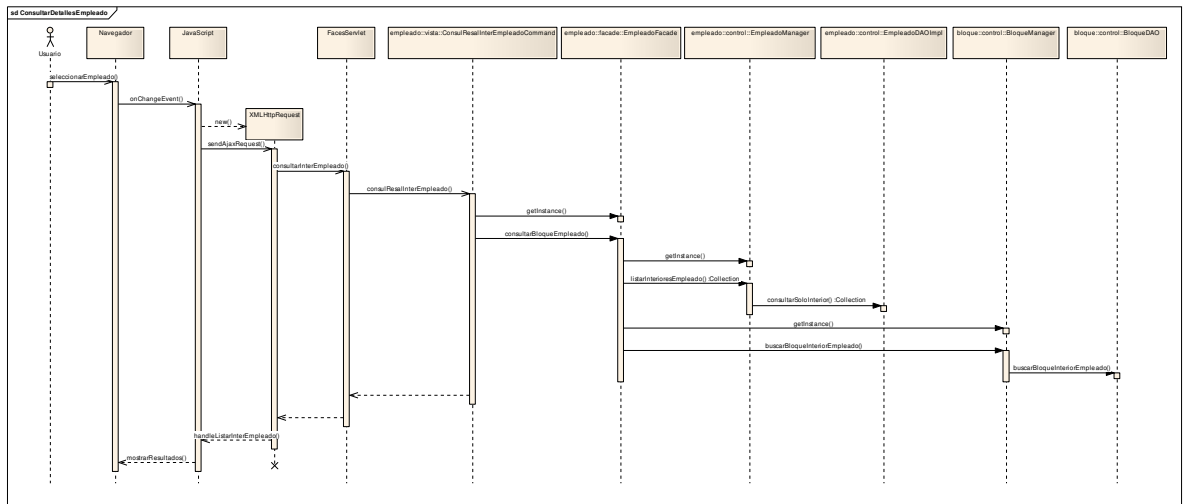 sd ConsultarDetallesEmpleado
Usuario
Navegador
JavaScript
FacesServlet
empleado::vista::ConsulResalInterEmpleadoCommand
empleado::facade::EmpleadoFacade
empleado::control::EmpleadoManager
empleado::control::EmpleadoDAOImpl
bloque::control::BloqueManager
bloque::control::BloqueDAO
seleccionarEmpleado()
onChangeEvent()
XMLHttpRequest
new()
sendAjaxRequest()
consultarInterEmpleado()
consulResalInterEmpleado()
getInstance()
consultarBloqueEmpleado()
getInstance()
listarInterioresEmpleado() :Collection
consultarSoloInterior() :Collection
getInstance()
buscarBloqueInteriorEmpleado()
buscarBloqueInteriorEmpleado()
handleListarInterEmpleado()
mostrarResultados()